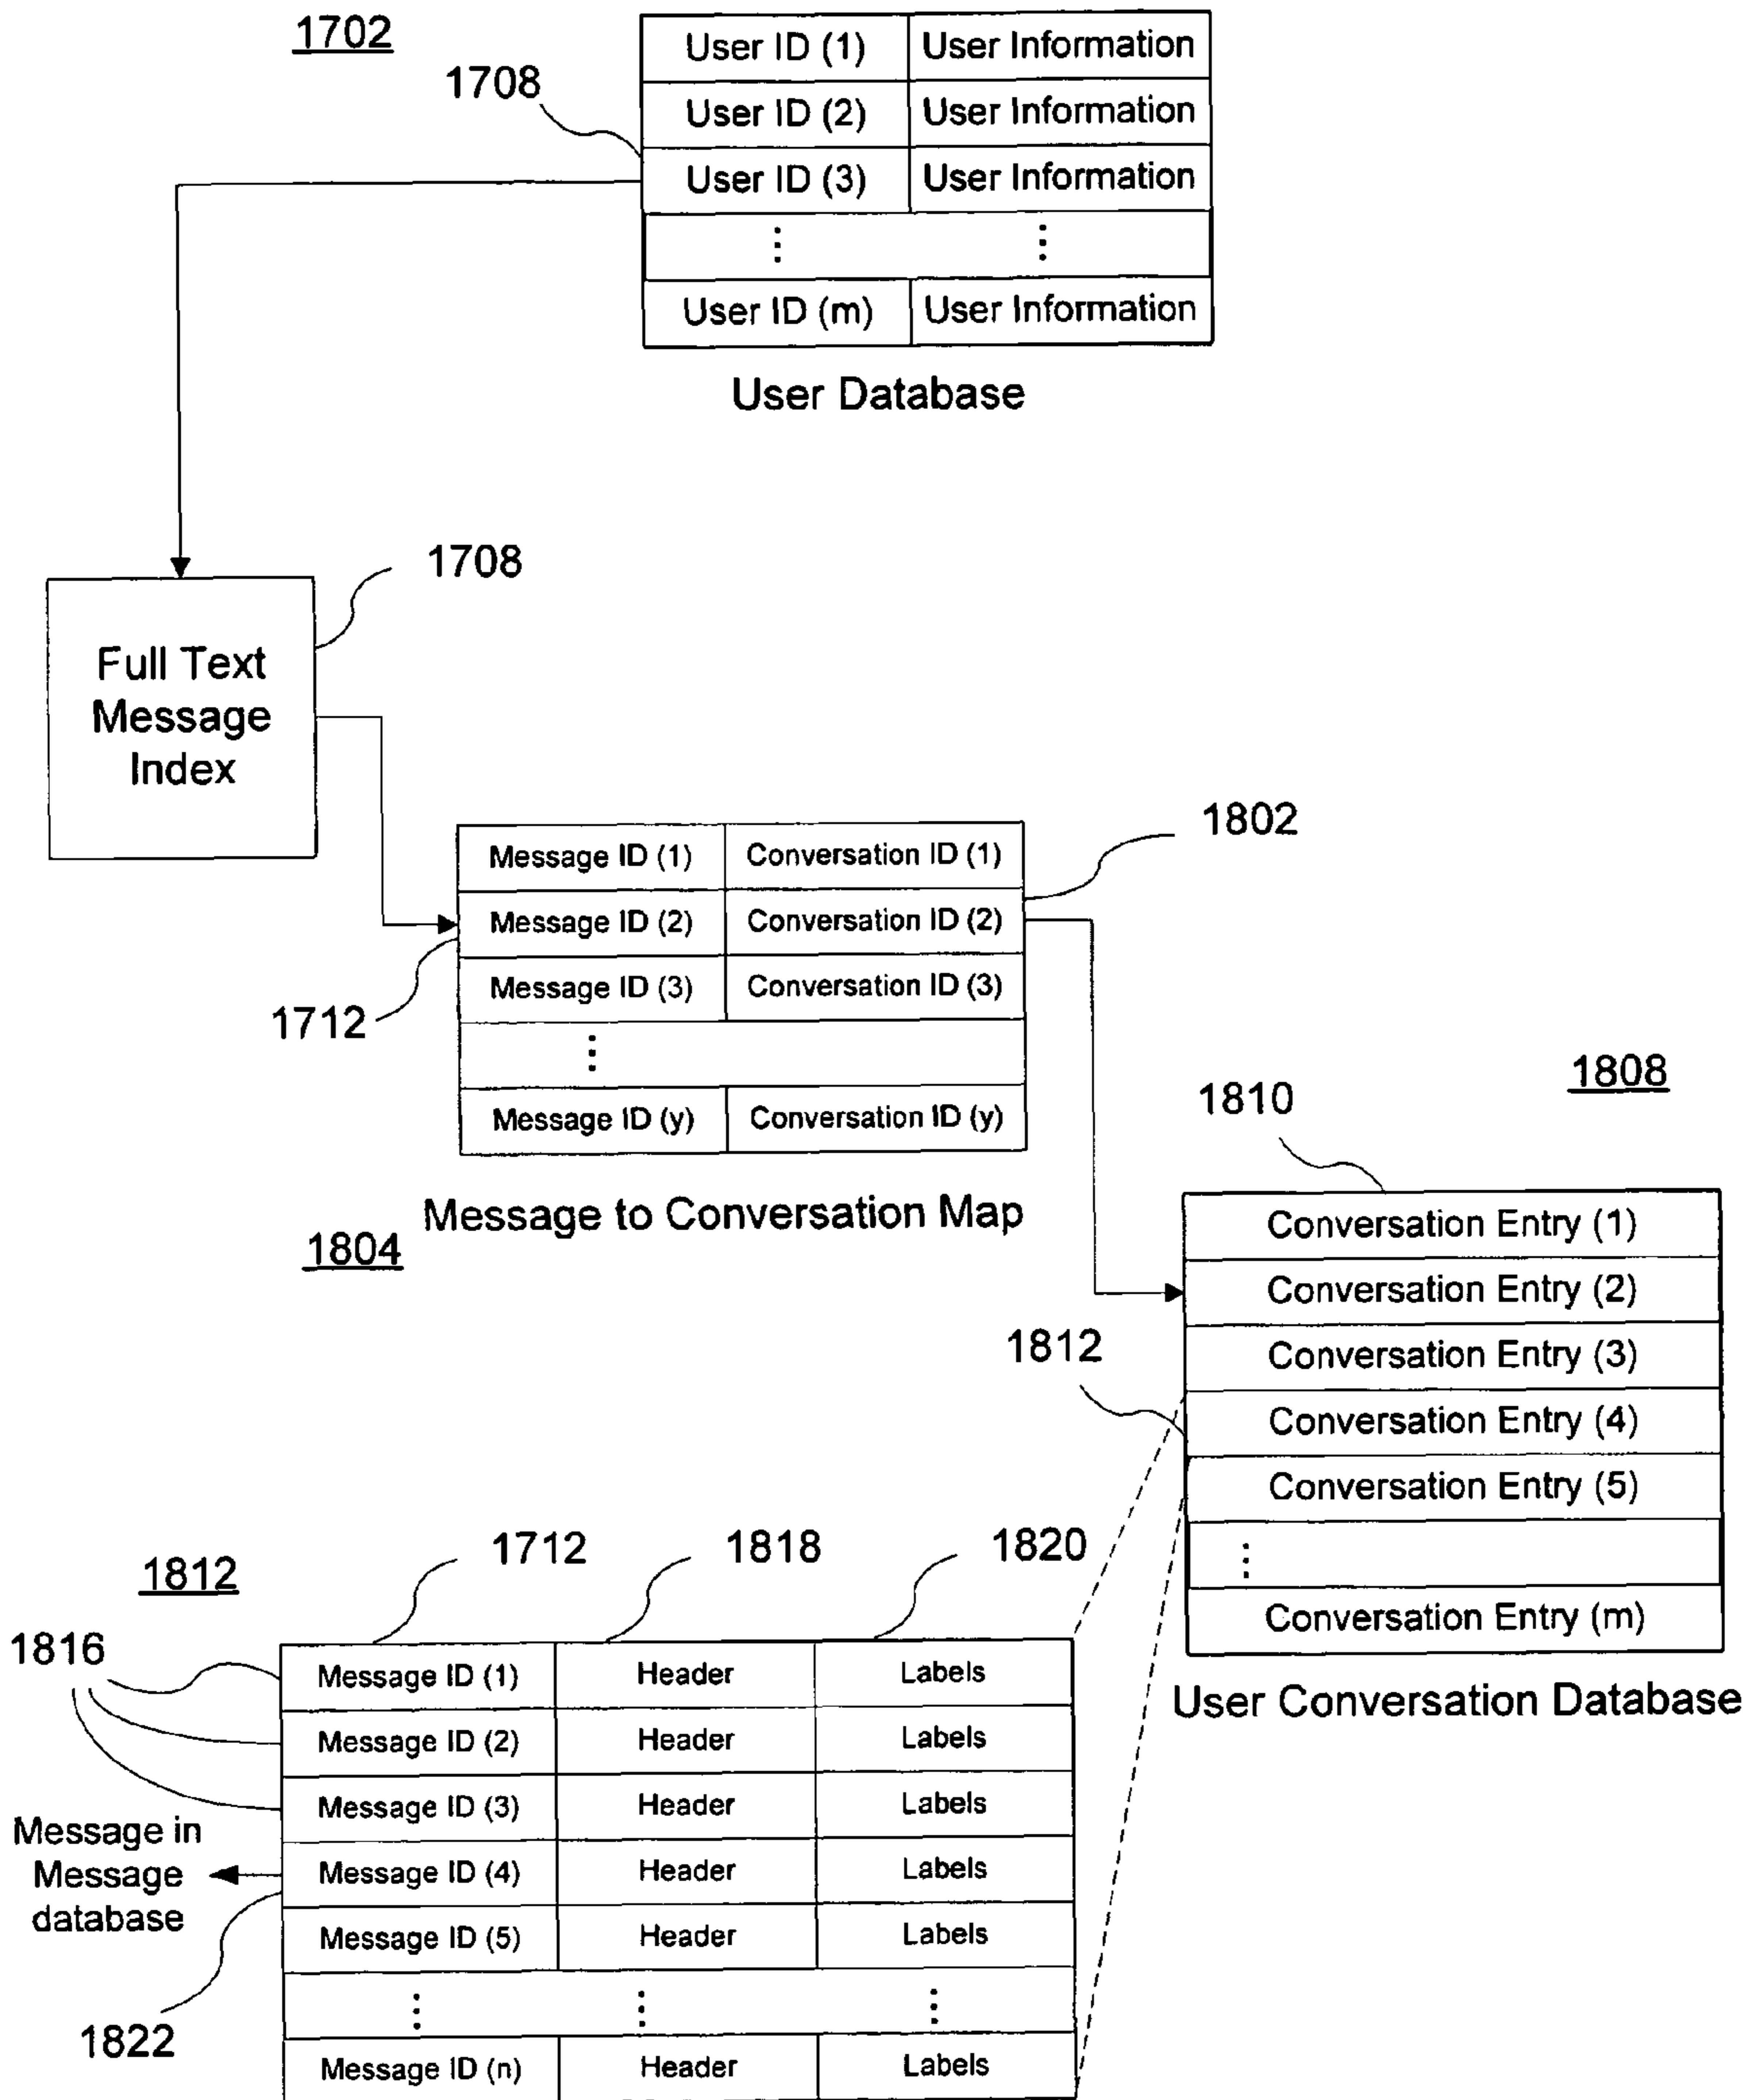 1702
1708
User ID (1) User Information
User ID (2) User Information
User ID (3) User Information
⋮ ⋮
User ID (m) User Information
User Database
1708
Full Text
Message
Index
1802
Message ID (1) Conversation ID (1)
Message ID (2) Conversation ID (2)
Message ID (3) Conversation ID (3)
⋮
Message ID (y) Conversation ID (y)
1712
Message to Conversation Map
1804
1808
1810
Conversation Entry (1)
Conversation Entry (2)
Conversation Entry (3)
Conversation Entry (4)
Conversation Entry (5)
⋮
Conversation Entry (m)
1812
User Conversation Database
1812
1712 1818 1820
1816
Message ID (1) Header Labels
Message ID (2) Header Labels
Message ID (3) Header Labels
Message ID (4) Header Labels
Message ID (5) Header Labels
⋮ ⋮ ⋮
Message ID (n) Header Labels
Message in
Message
database
1822